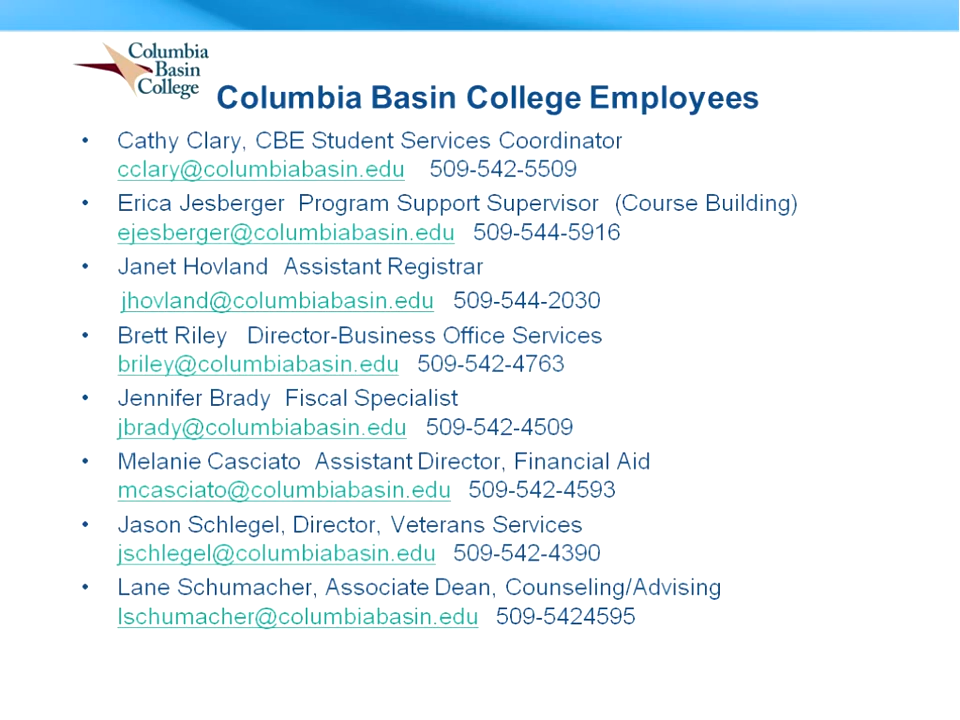 Columbia
Basin
College
Columbia Basin College Employees
• Cathy Clary, CBE Student Services Coordinator
cclary@columbiabasin.edu 509-542-5509
• Erica Jesberger Program Support Supervisor (Course Building)
ejesberger@columbiabasin.edu 509-544-5916
• Janet Hovland Assistant Registrar
jhovland@columbiabasin.edu 509-544-2030
• Brett Riley Director-Business Office Services
briley@columbiabasin.edu 509-542-4763
• Jennifer Brady Fiscal Specialist
jbrady@columbiabasin.edu 509-542-4509
• Melanie Casciato Assistant Director, Financial Aid
mcasciato@columbiabasin.edu 509-542-4593
• Jason Schlegel, Director, Veterans Services
jschlegel@columbiabasin.edu 509-542-4390
• Lane Schumacher, Associate Dean, Counseling/Advising
lschumacher@columbiabasin.edu 509-5424595